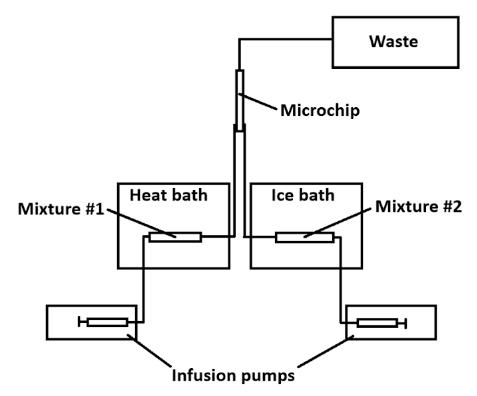 Waste
Microchip
Heat bath
Ice bath
Mixture #1
Mixture #2
Infusion pumps